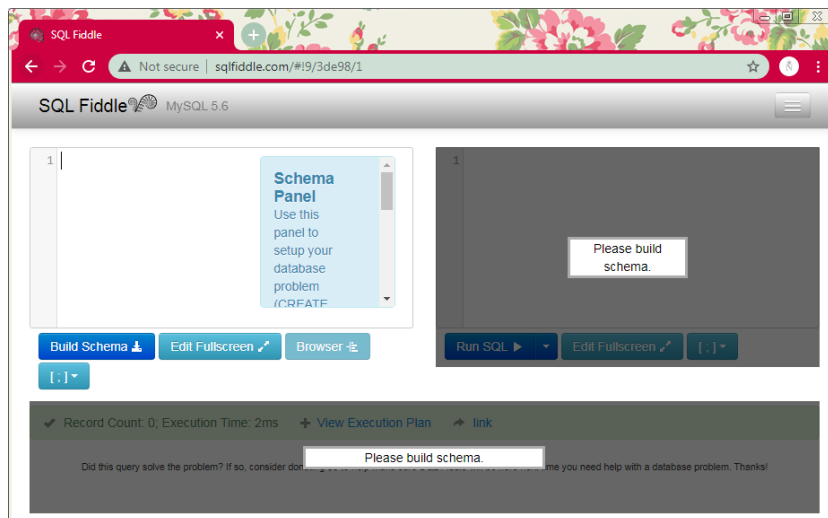 SQL Fiddle
Not secure | sqlfiddle.com/#!9/3de98/1
SQL Fiddle MySQL 5.6
1
Schema
Panel
Use this
panel to
setup your
database
problem
(CREATE
Build Schema
Edit Fullscreen
Browser
[ ; ]
1
Please build
schema.
Run SQL
Edit Fullscreen
[ ; ]
Record Count: 0; Execution Time: 2ms
View Execution Plan
link
Please build schema.
Did this query solve the problem? If so, consider time you need help with a database problem. Thanks!